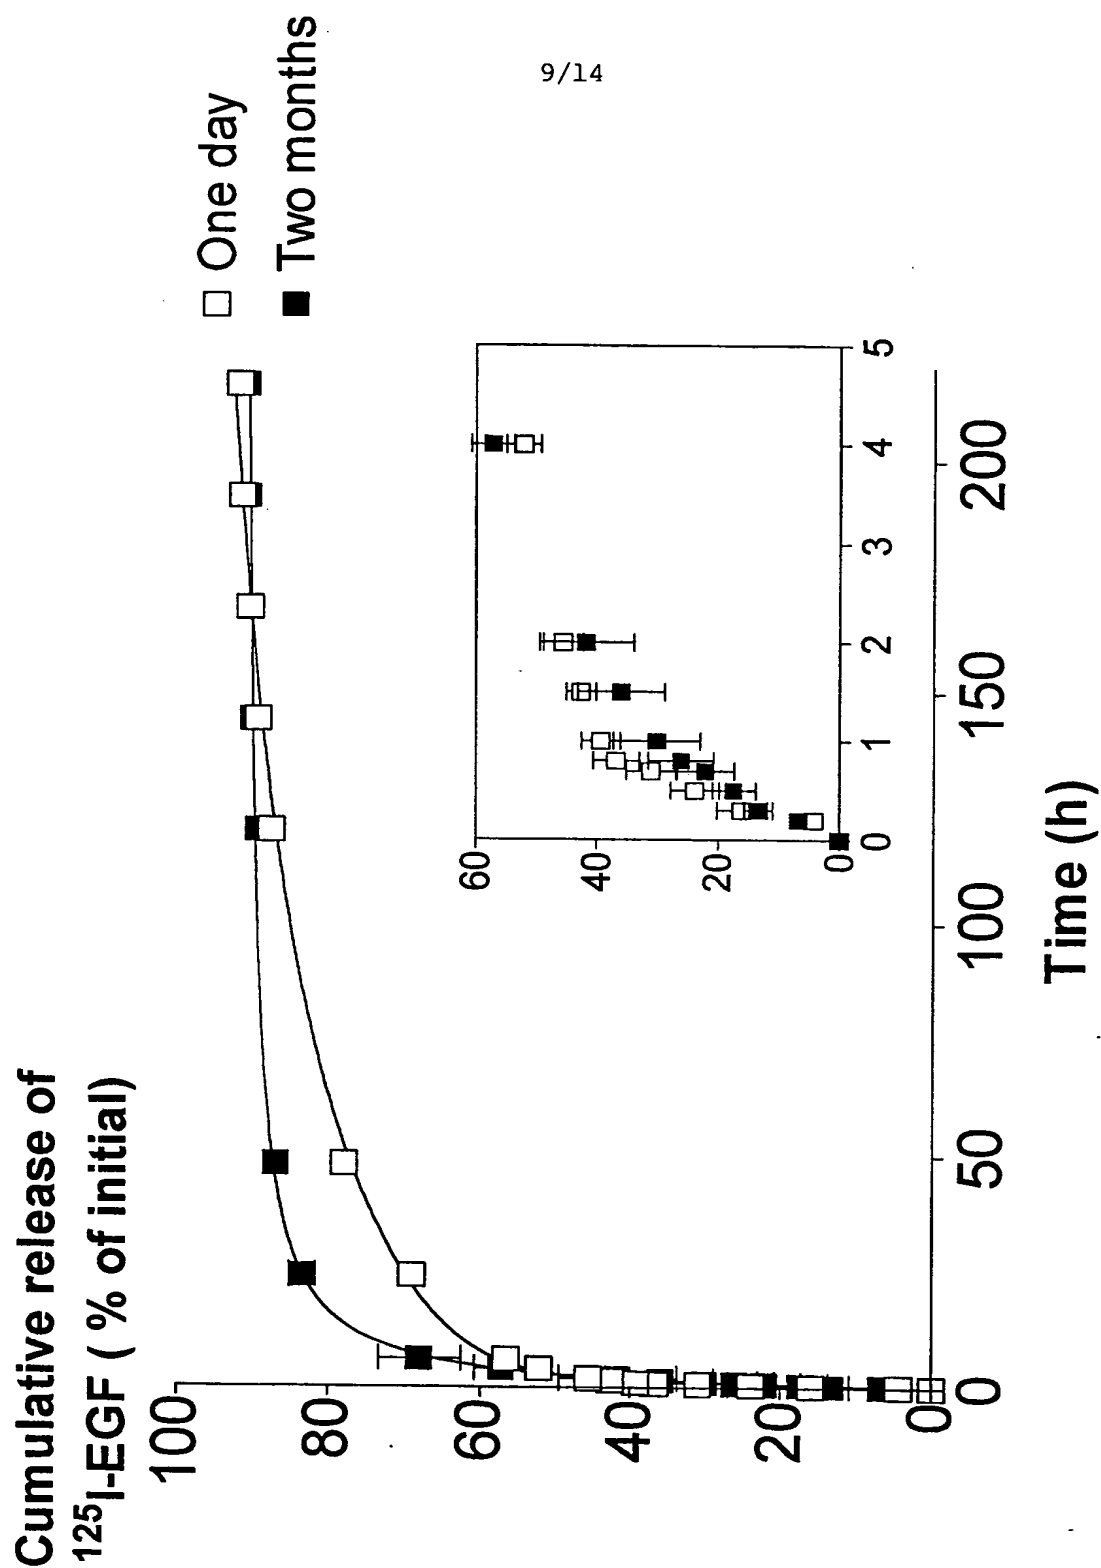 9/14
Cumulative release of
125I-EGF ( % of initial)
One day
Two months
100
80
60
40
20
0
60
40
20
0
0 1 2 3 4 5
0 50 100 150 200
Time (h)